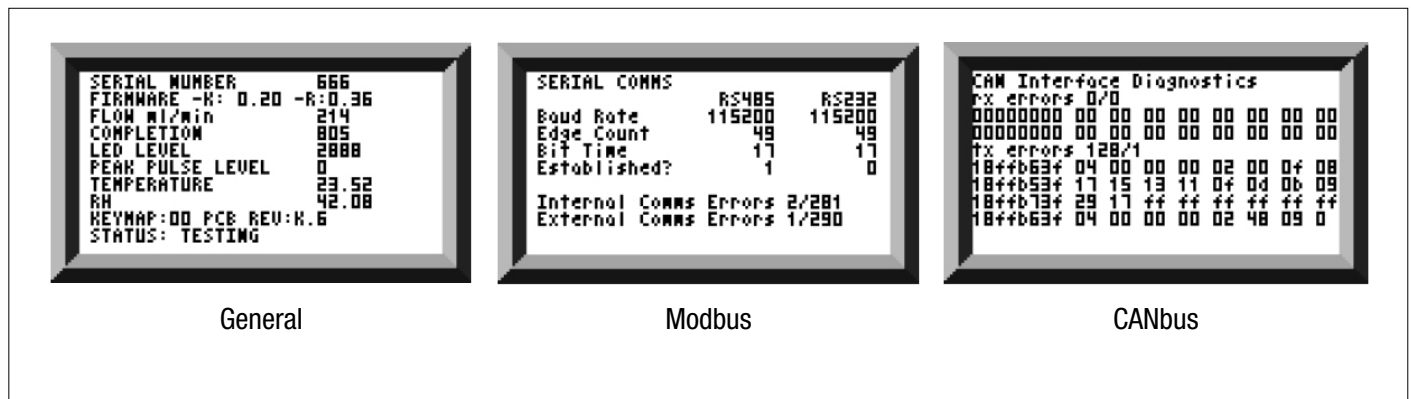 SERIAL NUMBER 666
FIRMWARE -K: 0.20 -R:0.36
FLOW ml/min 214
COMPLETION 805
LED LEVEL 2888
PEAK PULSE LEVEL 0
TEMPERATURE 23.52
RH 42.08
KEYMAP:00 PCB REV:K.6
STATUS: TESTING
General
SERIAL COMMS
RS485 RS232
Baud Rate 115200 115200
Edge Count 49 49
Bit Time 17 17
Established? 1 0
Internal Comms Errors 2/281
External Comms Errors 1/290
Modbus
CAN Interface Diagnostics
rx errors 0/0
00000000 00 00 00 00 00 00 00 00
00000000 00 00 00 00 00 00 00 00
tx errors 128/1
18ffb63f 04 00 00 00 02 00 0f 08
18ffb53f 17 15 13 11 0f 0d 0b 09
18ffb73f 29 17 ff ff ff ff ff ff
18ffb63f 04 00 00 00 02 48 09 0
CANbus